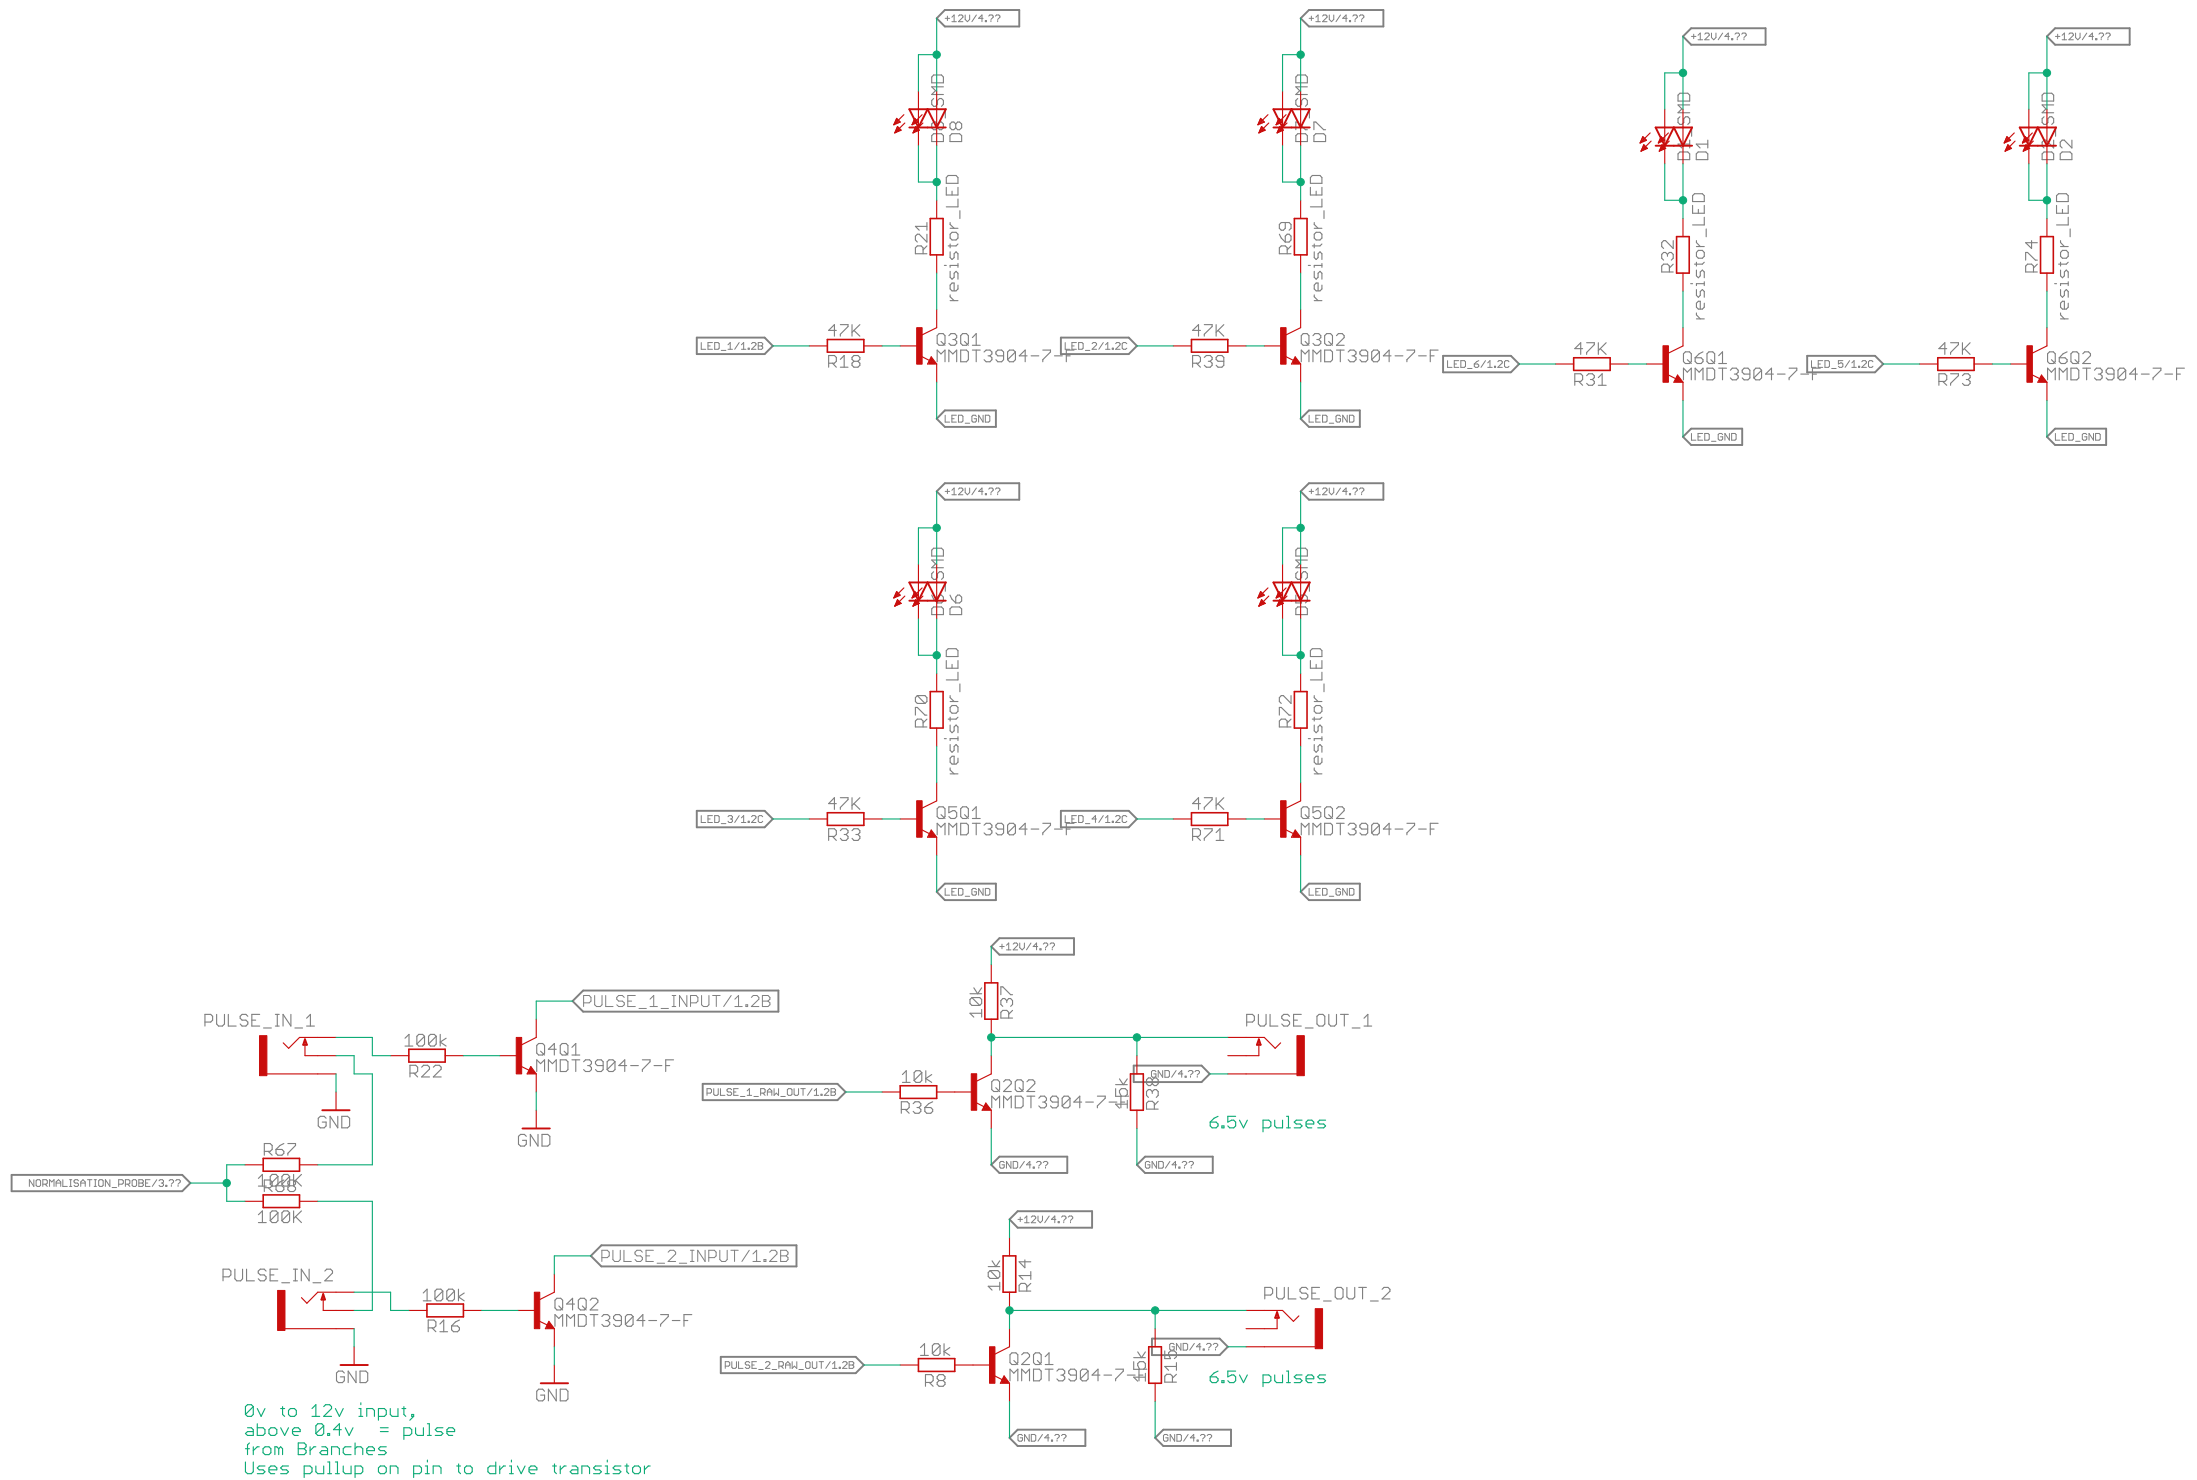 +12V/4.??
+12V/4.??
+12V/4.??
+12V/4.??
D8
D7
D1
D2
R21
resistor_LED
R69
resistor_LED
R32
resistor_LED
R74
resistor_LED
LED_1/1.2B
47K
R18
Q3Q1
MMDT3904-7-F
LED_2/1.2C
47K
R39
Q3Q2
MMDT3904-7-F
LED_6/1.2C
47K
R31
Q6Q1
MMDT3904-7-F
LED_5/1.2C
47K
R73
Q6Q2
MMDT3904-7-F
LED_GND
LED_GND
LED_GND
LED_GND
+12V/4.??
+12V/4.??
D6
R70
resistor_LED
R72
resistor_LED
LED_3/1.2C
47K
R33
Q5Q1
MMDT3904-7-F
LED_4/1.2C
47K
R71
Q5Q2
MMDT3904-7-F
LED_GND
LED_GND
PULSE_IN_1
100k
R22
PULSE_1_INPUT/1.2B
Q4Q1
MMDT3904-7-F
GND
GND
+12V/4.??
10k
R37
PULSE_1_RAW_OUT/1.2B
10k
R36
Q2Q2
MMDT3904-7-F
15k
R38
GND/4.??
PULSE_OUT_1
6.5v pulses
GND/4.??
GND/4.??
NORMALISATION_PROBE/3.??
R67
100K
R68
100K
PULSE_IN_2
100k
R16
PULSE_2_INPUT/1.2B
Q4Q2
MMDT3904-7-F
GND
GND
+12V/4.??
10k
R14
PULSE_2_RAW_OUT/1.2B
10k
R8
Q2Q1
MMDT3904-7-F
15k
R15
GND/4.??
PULSE_OUT_2
6.5v pulses
GND/4.??
GND/4.??
0v to 12v input,
above 0.4v = pulse
from Branches
Uses pullup on pin to drive transistor